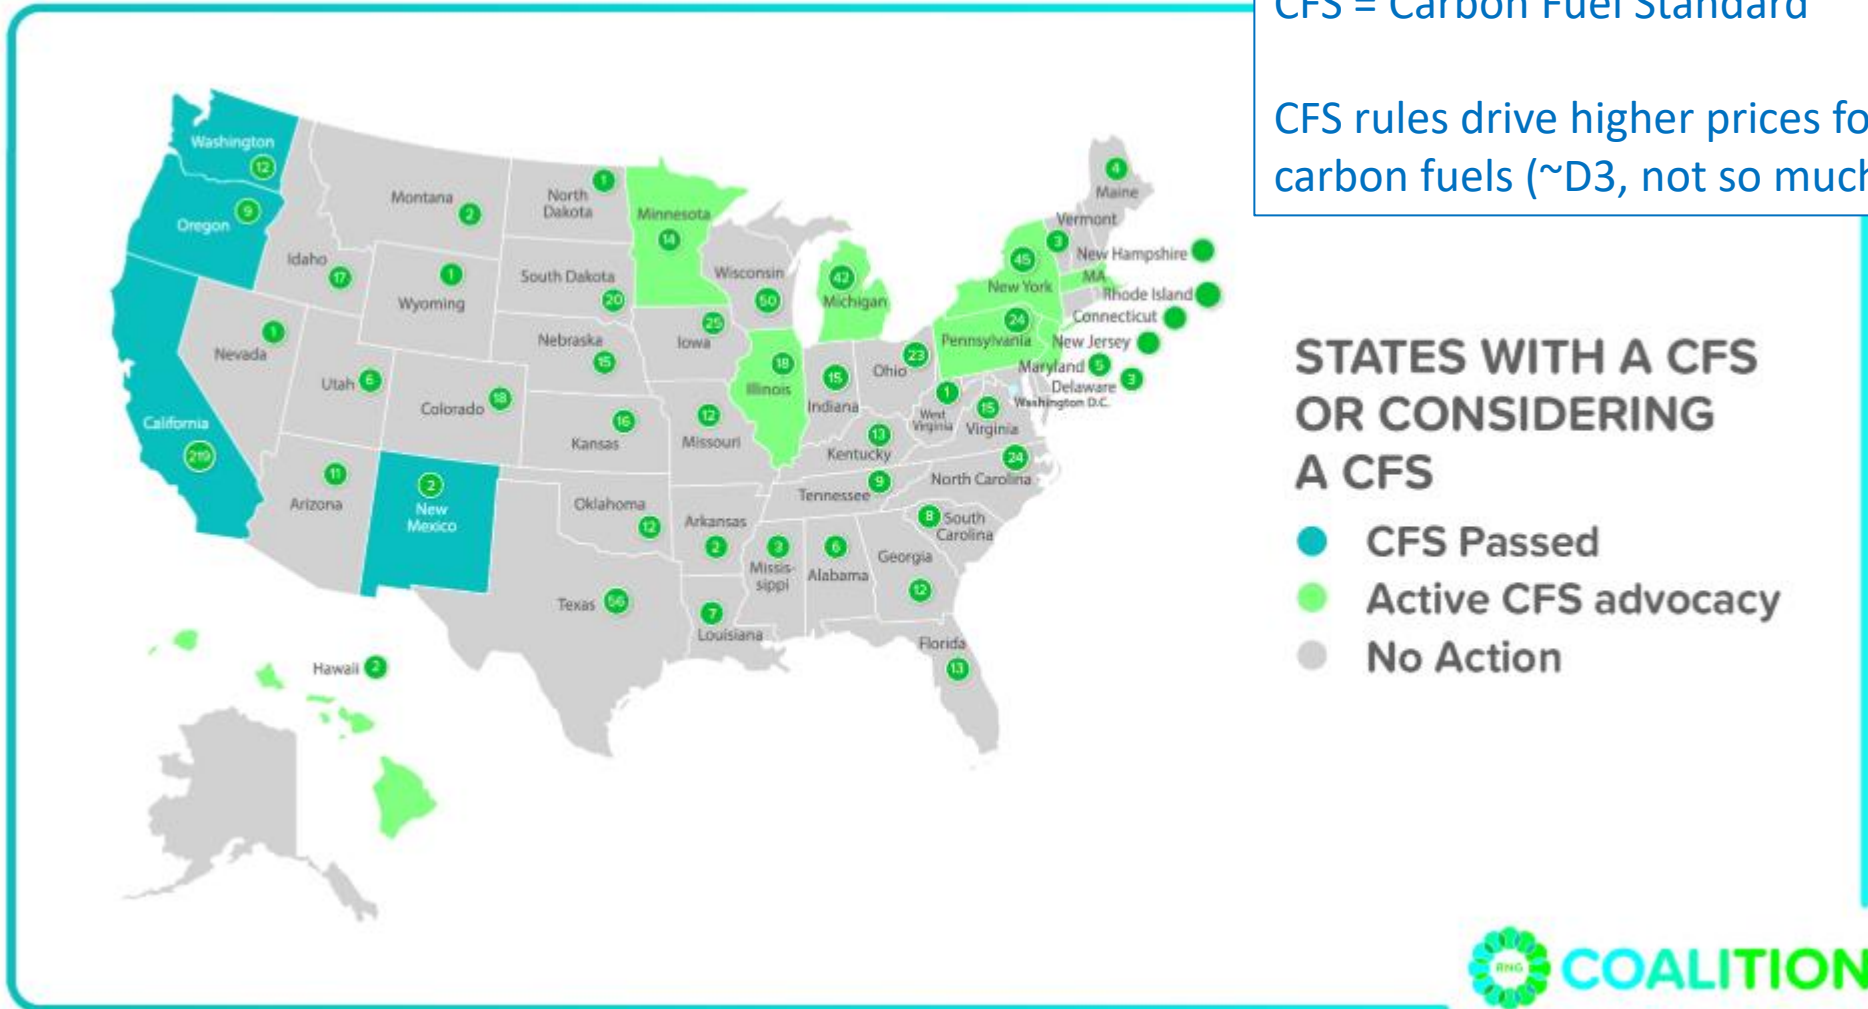 CFS = Carbon Fuel Standard
CFS rules drive higher prices fo
carbon fuels (~D3, not so much
Washington
12
Oregon
9
California
219
Nevada
1
Idaho
17
Montana
2
Wyoming
1
Utah 6
Colorado 18
Arizona
11
2
New
Mexico
North
Dakota
1
South Dakota
20
Nebraska
15
Kansas
16
Oklahoma
12
Texas 56
Minnesota
14
Iowa
25
Missouri
12
Arkansas
2
Louisiana
7
Wisconsin
50
Illinois
18
Michigan
42
Indiana
15
Ohio 23
Kentucky
13
Tennessee 9
Missis-
sippi
3
Alabama
6
Georgia
12
Florida
13
South
Carolina
8
North Carolina
24
Virginia
15
West
Virginia
1
Pennsylvania
24
New York
45
Vermont
3
Maine
4
New Hampshire
MA
Rhode Island
Connecticut
New Jersey
Maryland 5
Delaware 3
Washington D.C.
Hawaii 2
STATES WITH A CFS
OR CONSIDERING
A CFS
CFS Passed
Active CFS advocacy
No Action
RNG COALITION